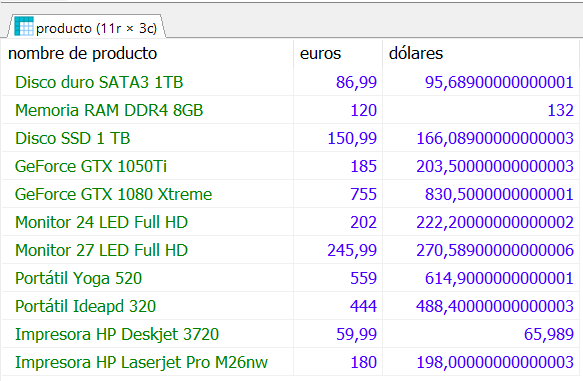 producto (11r × 3c)
nombre de producto euros dólares
Disco duro SATA3 1TB 86,99 95,68900000000001
Memoria RAM DDR4 8GB 120 132
Disco SSD 1 TB 150,99 166,08900000000003
GeForce GTX 1050Ti 185 203,50000000000003
GeForce GTX 1080 Xtreme 755 830,5000000000001
Monitor 24 LED Full HD 202 222,20000000000002
Monitor 27 LED Full HD 245,99 270,58900000000006
Portátil Yoga 520 559 614,9000000000001
Portátil Ideapd 320 444 488,40000000000003
Impresora HP Deskjet 3720 59,99 65,989
Impresora HP Laserjet Pro M26nw 180 198,00000000000003